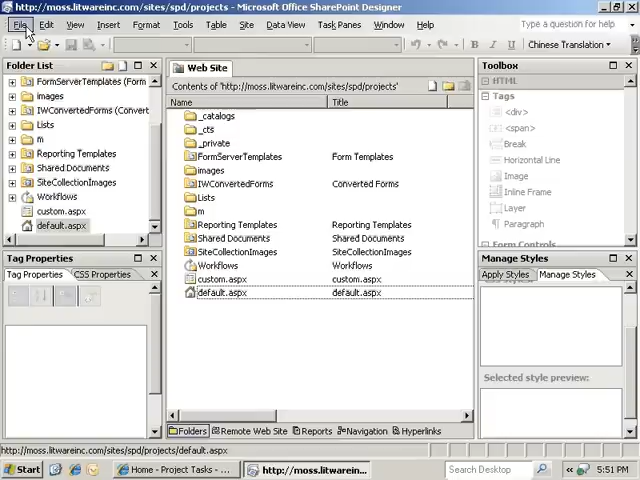 http://moss.litwareinc.com/sites/spd/projects - Microsoft Office SharePoint Designer
File Edit View Insert Format Tools Table Site Data View Task Panes Window Help Type a question for help
Chinese Translation
Folder List
FormServerTemplates (Form
images
IWConvertedForms (Convert
Lists
m
Reporting Templates
Shared Documents
SiteCollectionImages
Workflows
custom.aspx
default.aspx
Tag Properties
Tag Properties CSS Properties
Web Site
Contents of 'http://moss.litwareinc.com/sites/spd/projects'
Name Title
_catalogs
_cts
_private
FormServerTemplates Form Templates
images
IWConvertedForms Converted Forms
Lists
m
Reporting Templates Reporting Templates
Shared Documents Shared Documents
SiteCollectionImages SiteCollectionImages
Workflows Workflows
custom.aspx custom.aspx
default.aspx default.aspx
Folders Remote Web Site Reports Navigation Hyperlinks
Toolbox
HTML
Tags
<div>
<span>
Break
Horizontal Line
Image
Inline Frame
Layer
Paragraph
Form Controls
Manage Styles
Apply Styles Manage Styles
Selected style preview:
http://moss.litwareinc.com/sites/spd/projects/default.aspx
Start Home - Project Tasks - ... http://moss.litwarein... Search Desktop 5:51 PM